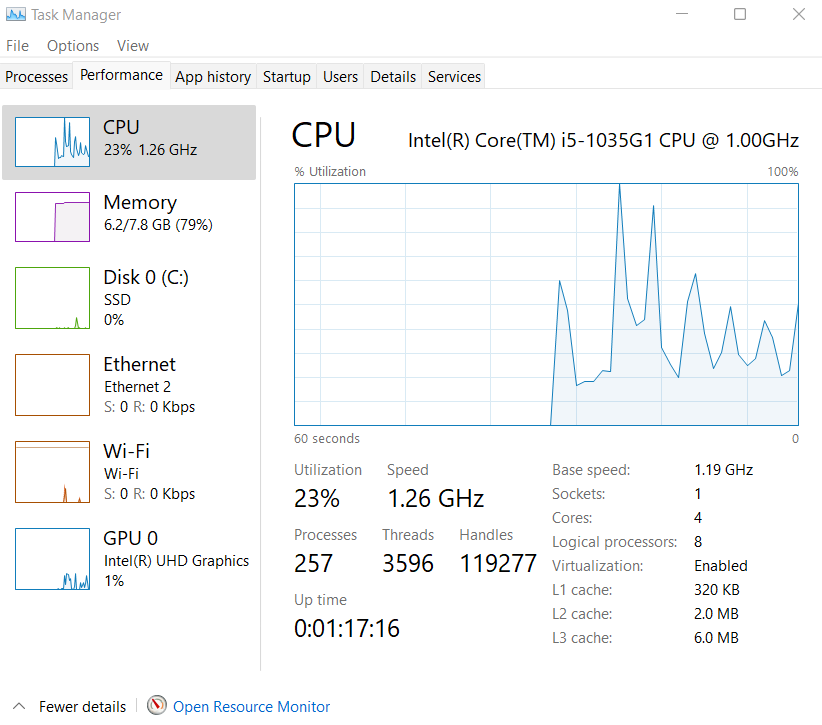 Task Manager
File Options View
Processes Performance App history Startup Users Details Services
CPU
23% 1.26 GHz
Memory
6.2/7.8 GB (79%)
Disk 0 (C:)
SSD
0%
Ethernet
Ethernet 2
S: 0 R: 0 Kbps
Wi-Fi
Wi-Fi
S: 0 R: 0 Kbps
GPU 0
Intel(R) UHD Graphics
1%
CPU Intel(R) Core(TM) i5-1035G1 CPU @ 1.00GHz
% Utilization 100%
60 seconds 0
Utilization Speed
23% 1.26 GHz
Processes Threads Handles
257 3596 119277
Up time
0:01:17:16
Base speed: 1.19 GHz
Sockets: 1
Cores: 4
Logical processors: 8
Virtualization: Enabled
L1 cache: 320 KB
L2 cache: 2.0 MB
L3 cache: 6.0 MB
Fewer details Open Resource Monitor